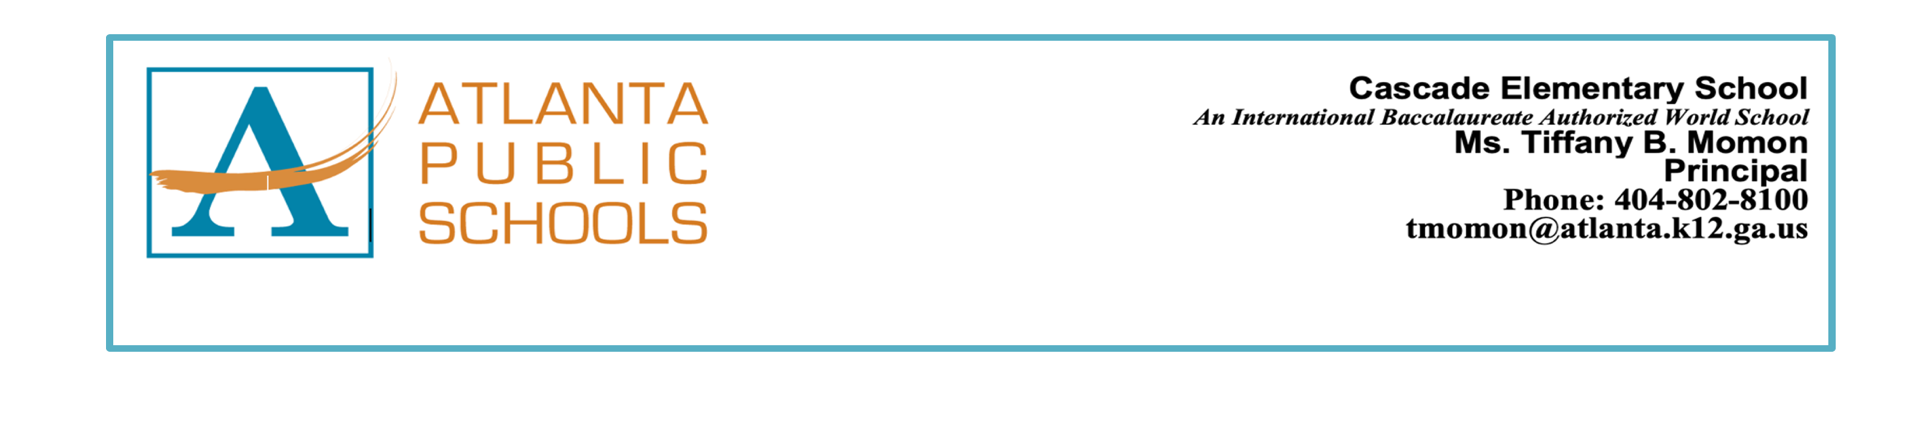 A
ATLANTA
PUBLIC
SCHOOLS
Cascade Elementary School
An International Baccalaureate Authorized World School
Ms. Tiffany B. Momon
Principal
Phone: 404-802-8100
tmomon@atlanta.k12.ga.us